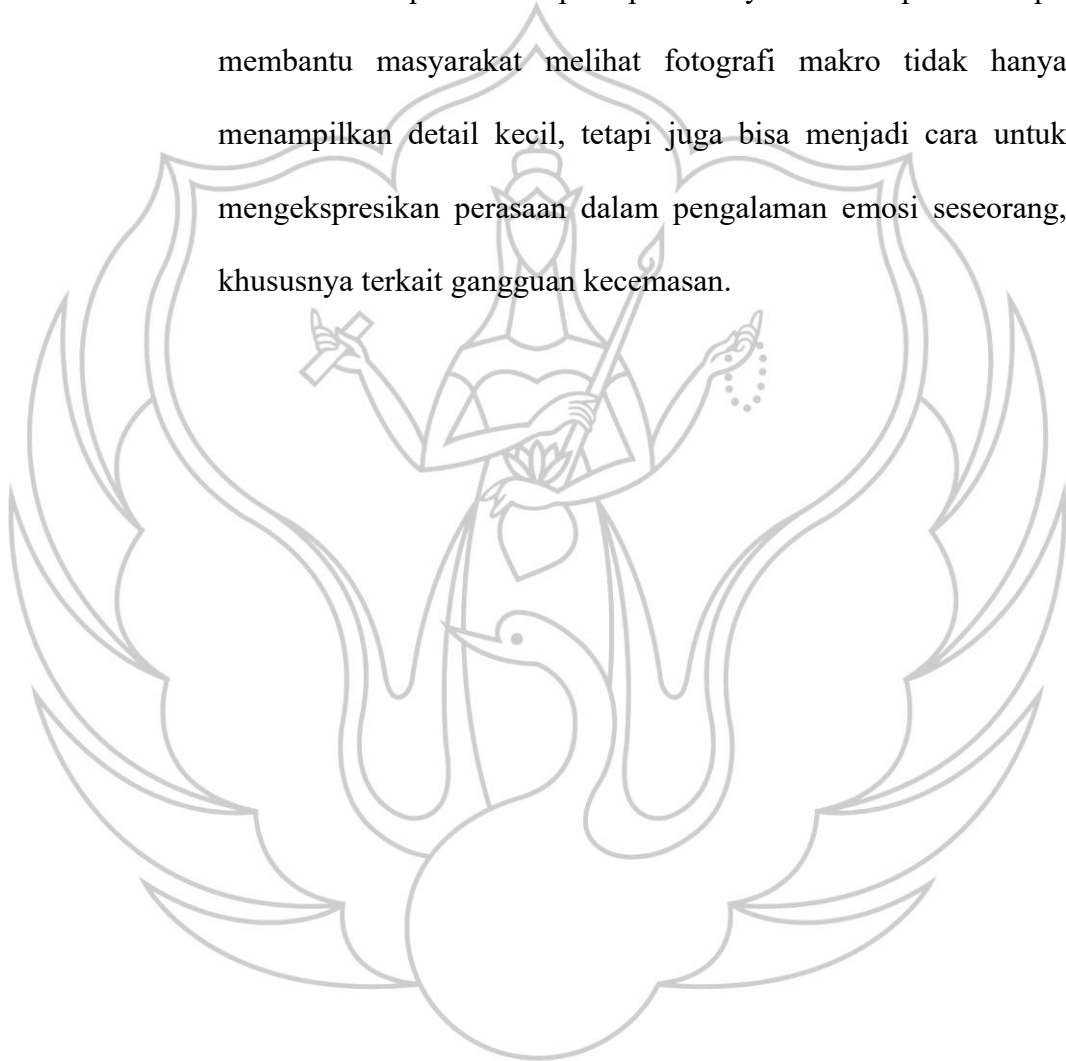 membantu masyarakat melihat fotografi makro tidak hanya
menampilkan detail kecil, tetapi juga bisa menjadi cara untuk
mengekspresikan perasaan dalam pengalaman emosi seseorang,
khususnya terkait gangguan kecemasan.